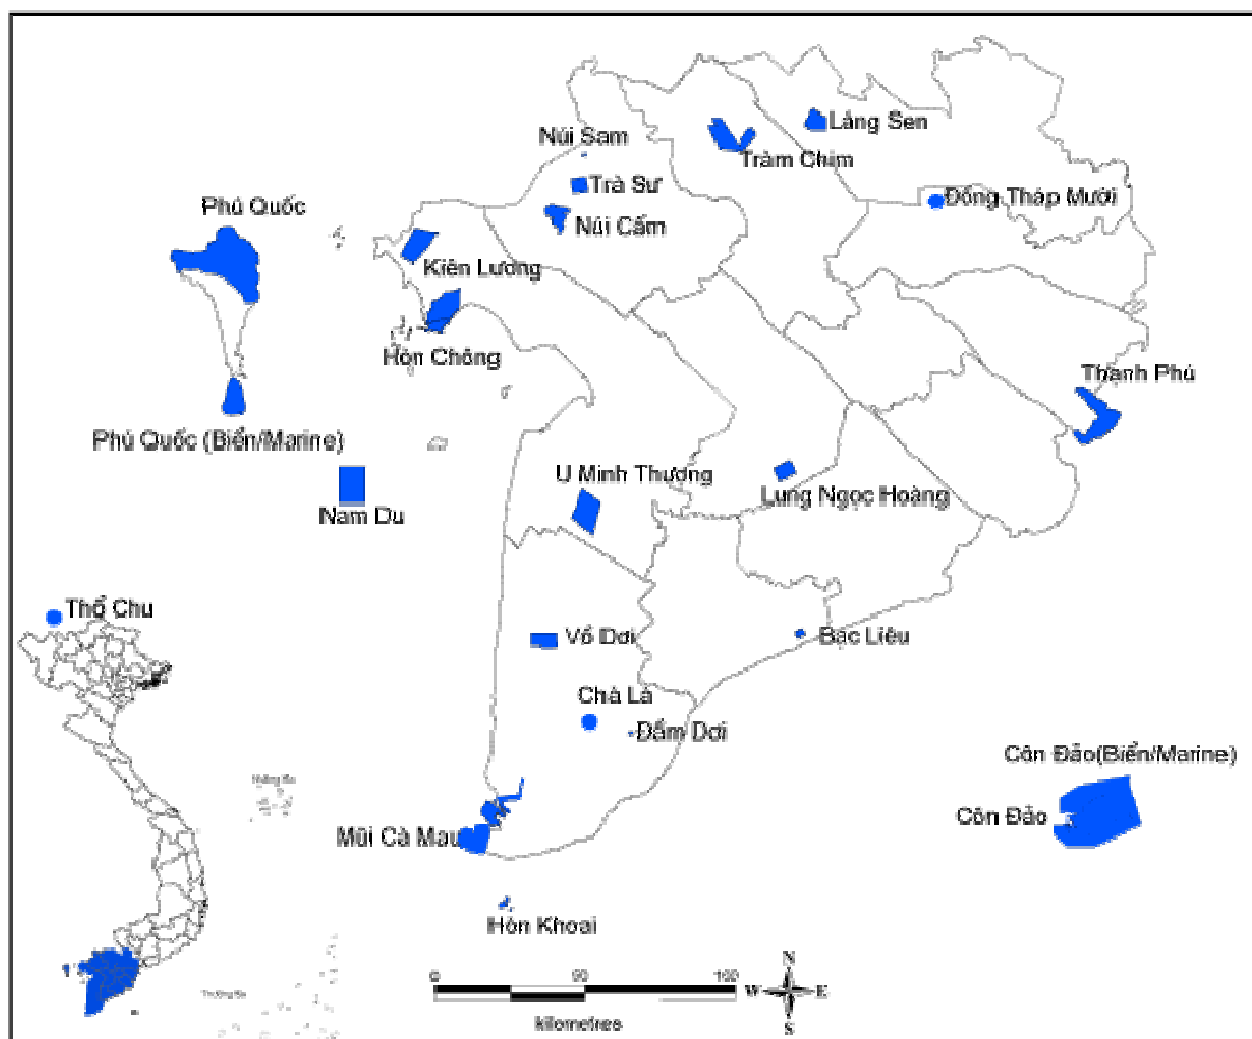 Núi Sam
Láng Sen
Tràm Chim
Trà Sư
Đồng Tháp Mười
Phú Quốc
Núi Cấm
Kiên Lương
Hòn Chông
Thạnh Phú
Phú Quốc (Biển/Marine)
U Minh Thượng
Lung Ngọc Hoàng
Nam Du
Thổ Chu
Vồ Dơi
Bạc Liêu
Chà Là
Đầm Dơi
Côn Đảo(Biển/Marine)
Côn Đảo
Mũi Cà Mau
Hòn Khoai
N
0 50 100
W E
S
kilometres